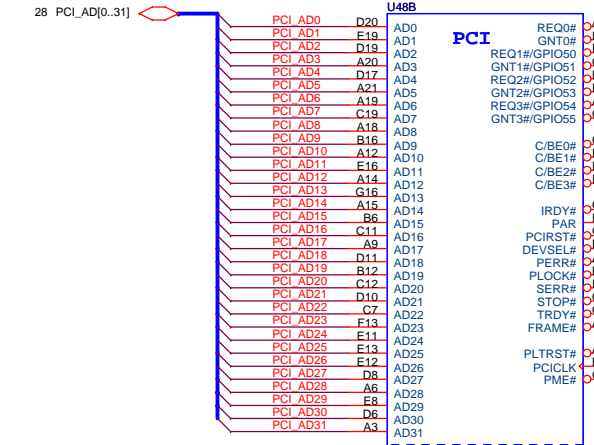 U48B
28 PCI_AD[0..31]
PCI
PCI_AD0 D20 AD0 REQ0#
PCI_AD1 E19 AD1 GNT0#
PCI_AD2 D19 AD2 REQ1#/GPIO50
PCI_AD3 A20 AD3 GNT1#/GPIO51
PCI_AD4 D17 AD4 REQ2#/GPIO52
PCI_AD5 A21 AD5 GNT2#/GPIO53
PCI_AD6 A19 AD6 REQ3#/GPIO54
PCI_AD7 C19 AD7 GNT3#/GPIO55
PCI_AD8 A18 AD8
PCI_AD9 B16 AD9 C/BE0#
PCI_AD10 A12 AD10 C/BE1#
PCI_AD11 E16 AD11 C/BE2#
PCI_AD12 A14 AD12 C/BE3#
PCI_AD13 G16 AD13
PCI_AD14 A15 AD14 IRDY#
PCI_AD15 B6 AD15 PAR
PCI_AD16 C11 AD16 PCIRST#
PCI_AD17 A9 AD17 DEVSEL#
PCI_AD18 D11 AD18 PERR#
PCI_AD19 B12 AD19 PLOCK#
PCI_AD20 C12 AD20 SERR#
PCI_AD21 D10 AD21 STOP#
PCI_AD22 C7 AD22 TRDY#
PCI_AD23 F13 AD23 FRAME#
PCI_AD24 E11 AD24
PCI_AD25 E13 AD25 PLTRST#
PCI_AD26 E12 AD26 PCICLK
PCI_AD27 D8 AD27 PME#
PCI_AD28 A6 AD28
PCI_AD29 E8 AD29
PCI_AD30 D6 AD30
PCI_AD31 A3 AD31